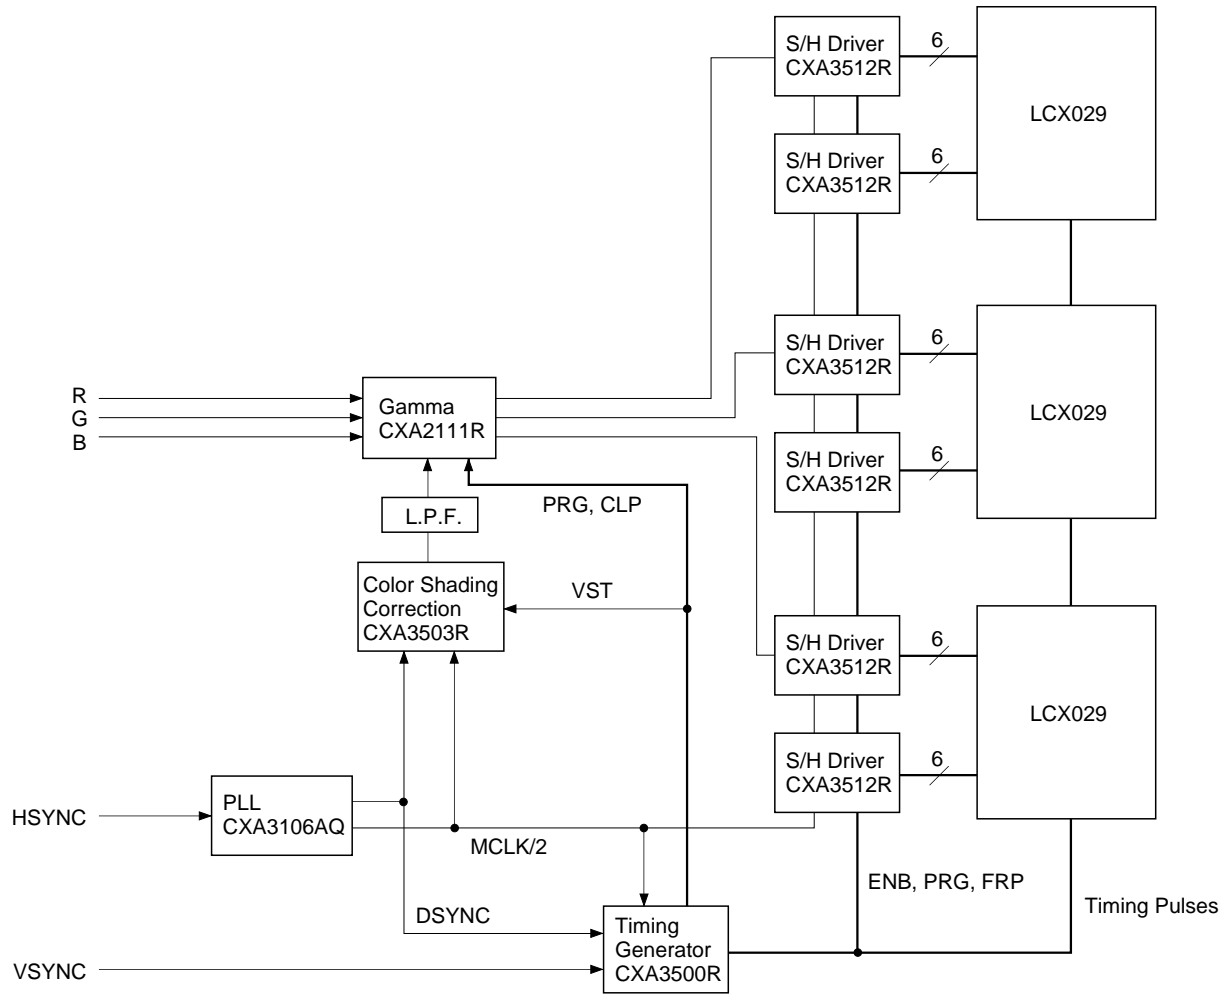 S/H Driver
CXA3512R
6
LCX029
S/H Driver
CXA3512R
6
S/H Driver
CXA3512R
6
LCX029
R
G
B
Gamma
CXA2111R
S/H Driver
CXA3512R
6
PRG, CLP
L.P.F.
Color Shading
Correction
CXA3503R
VST
S/H Driver
CXA3512R
6
LCX029
S/H Driver
CXA3512R
6
HSYNC
PLL
CXA3106AQ
MCLK/2
ENB, PRG, FRP
Timing Pulses
DSYNC
Timing
Generator
CXA3500R
VSYNC